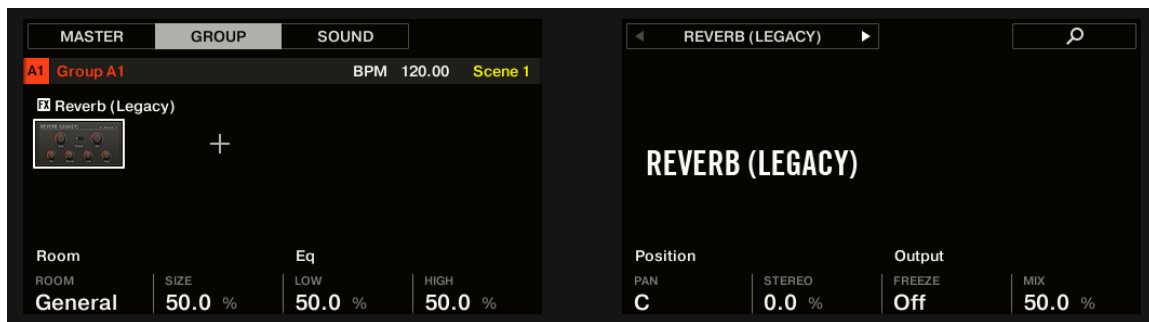 MASTER GROUP SOUND
A1 Group A1 BPM 120.00 Scene 1
FX Reverb (Legacy)
Room Eq
ROOM SIZE LOW HIGH
General 50.0 % 50.0 % 50.0 %
REVERB (LEGACY)
REVERB (LEGACY)
Position Output
PAN STEREO FREEZE MIX
C 0.0 % Off 50.0 %